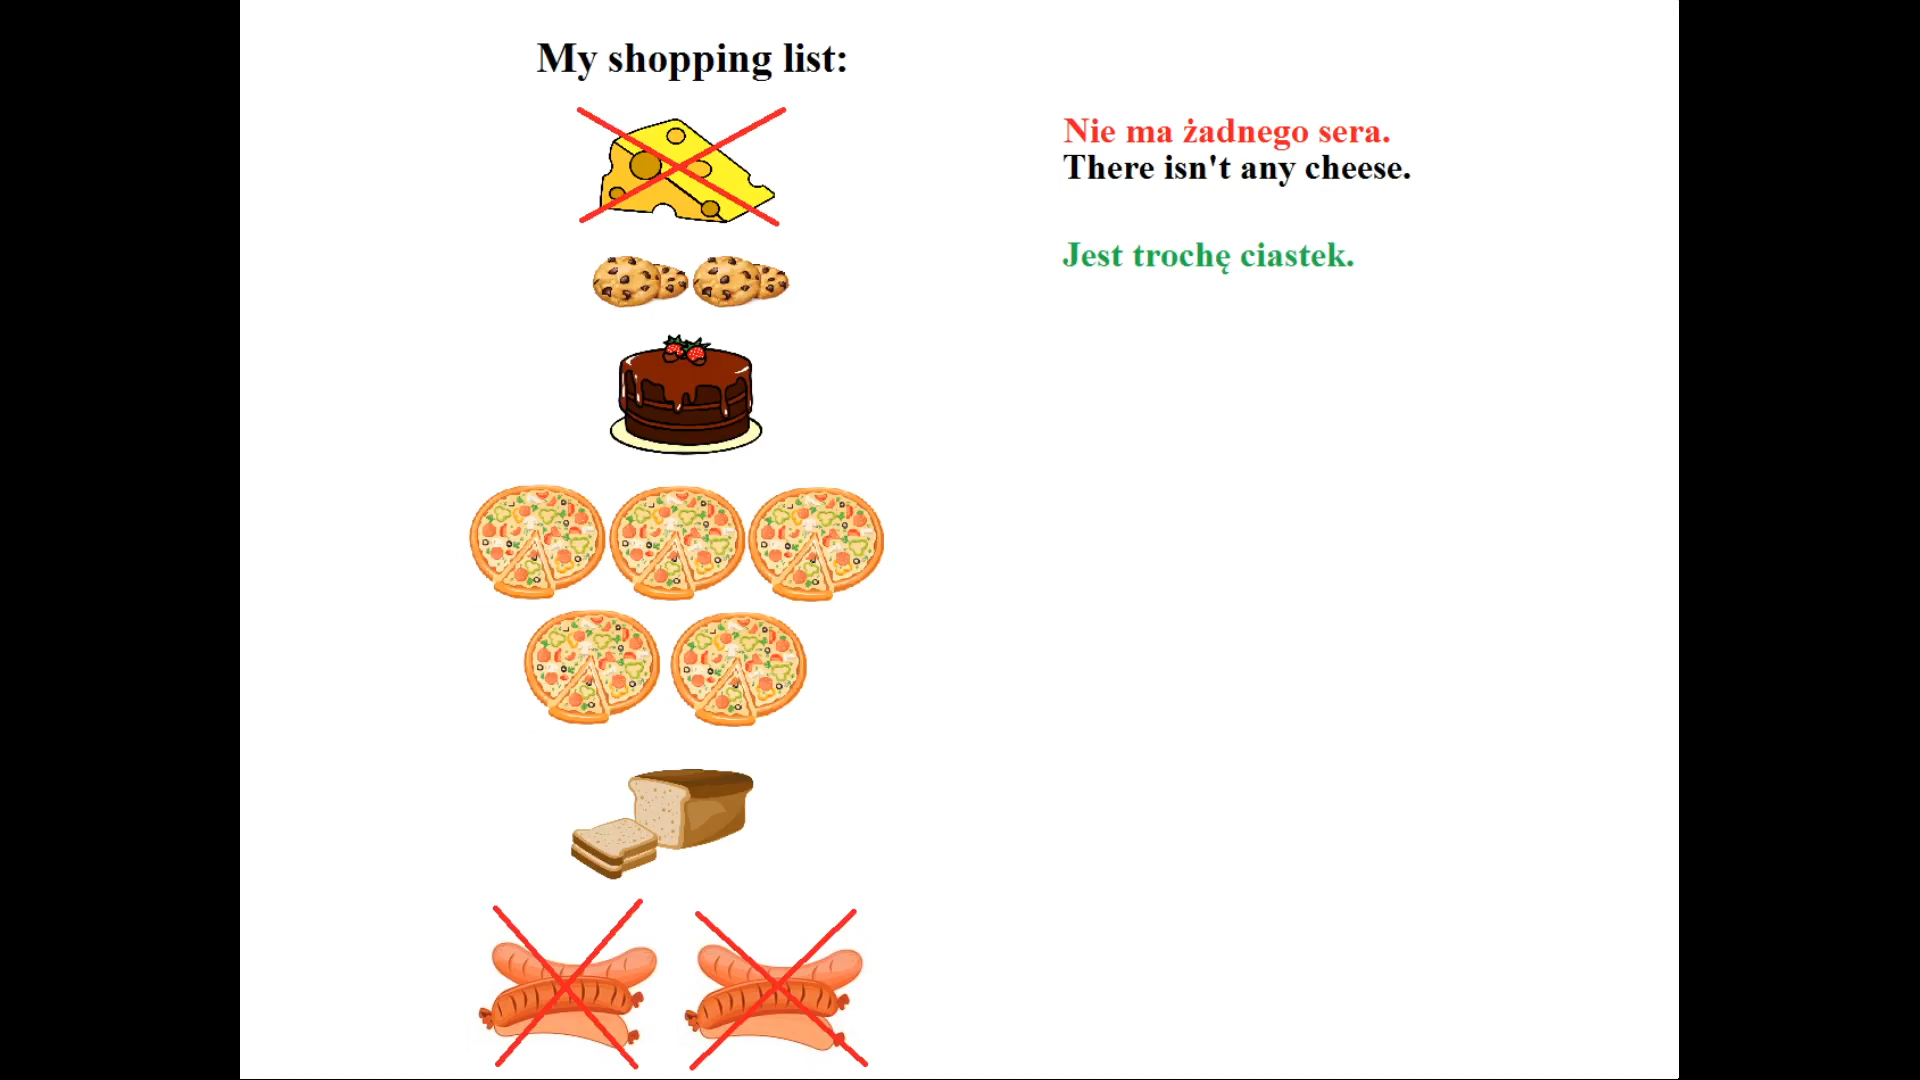 My shopping list:
Nie ma żadnego sera.
There isn't any cheese.
Jest trochę ciastek.